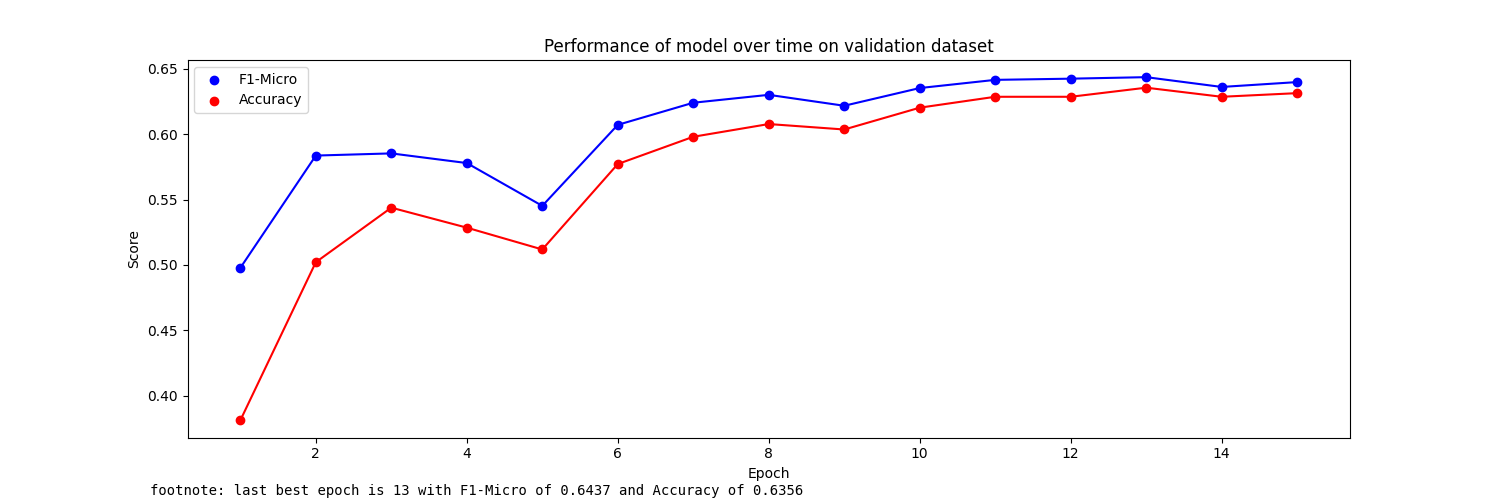 Performance of model over time on validation dataset
F1-Micro
Accuracy
0.65
0.60
0.55
0.50
0.45
0.40
Score
2 4 6 8 10 12 14
Epoch
footnote: last best epoch is 13 with F1-Micro of 0.6437 and Accuracy of 0.6356